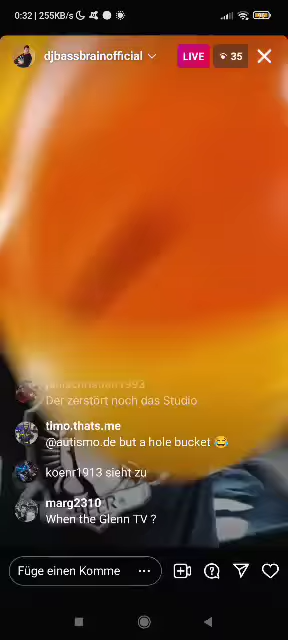 0:32 | 255KB/s
djbassbrainofficial
LIVE
35
Der zerstört noch das Studio
timo.thats.me
@autismo.de but a hole bucket 😂
koenr1913 sieht zu
marg2310
When the Glenn TV ?
Füge einen Komme